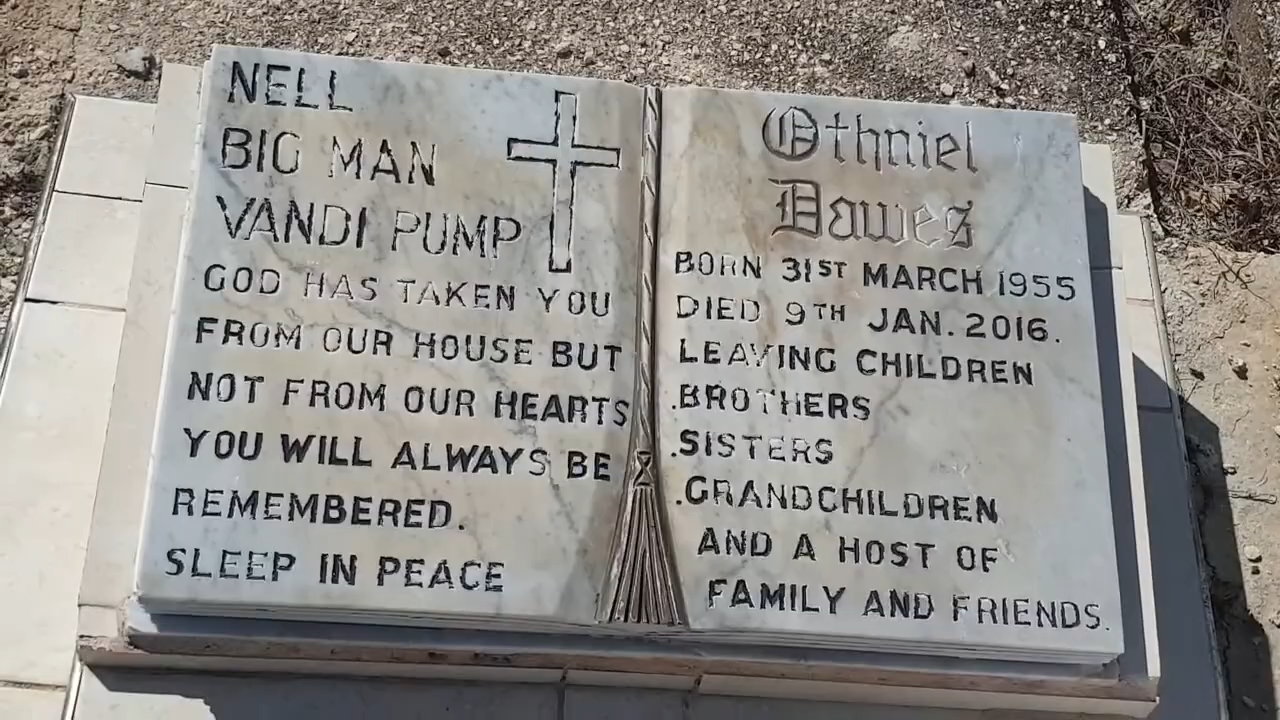 NELL
BIG MAN
VANDI PUMP
GOD HAS TAKEN YOU
FROM OUR HOUSE BUT
NOT FROM OUR HEARTS
YOU WILL ALWAYS BE
REMEMBERED.
SLEEP IN PEACE
Othniel
Dawes
BORN 31ST MARCH 1955
DIED 9TH JAN. 2016.
LEAVING CHILDREN
.BROTHERS
.SISTERS
.GRANDCHILDREN
AND A HOST OF
FAMILY AND FRIENDS.